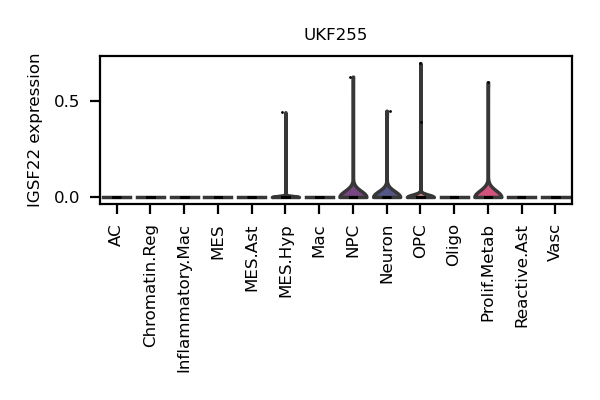 UKF255
IGSF22 expression
0.5
0.0
AC
Chromatin.Reg
Inflammatory.Mac
MES
MES.Ast
MES.Hyp
Mac
NPC
Neuron
OPC
Oligo
Prolif.Metab
Reactive.Ast
Vasc